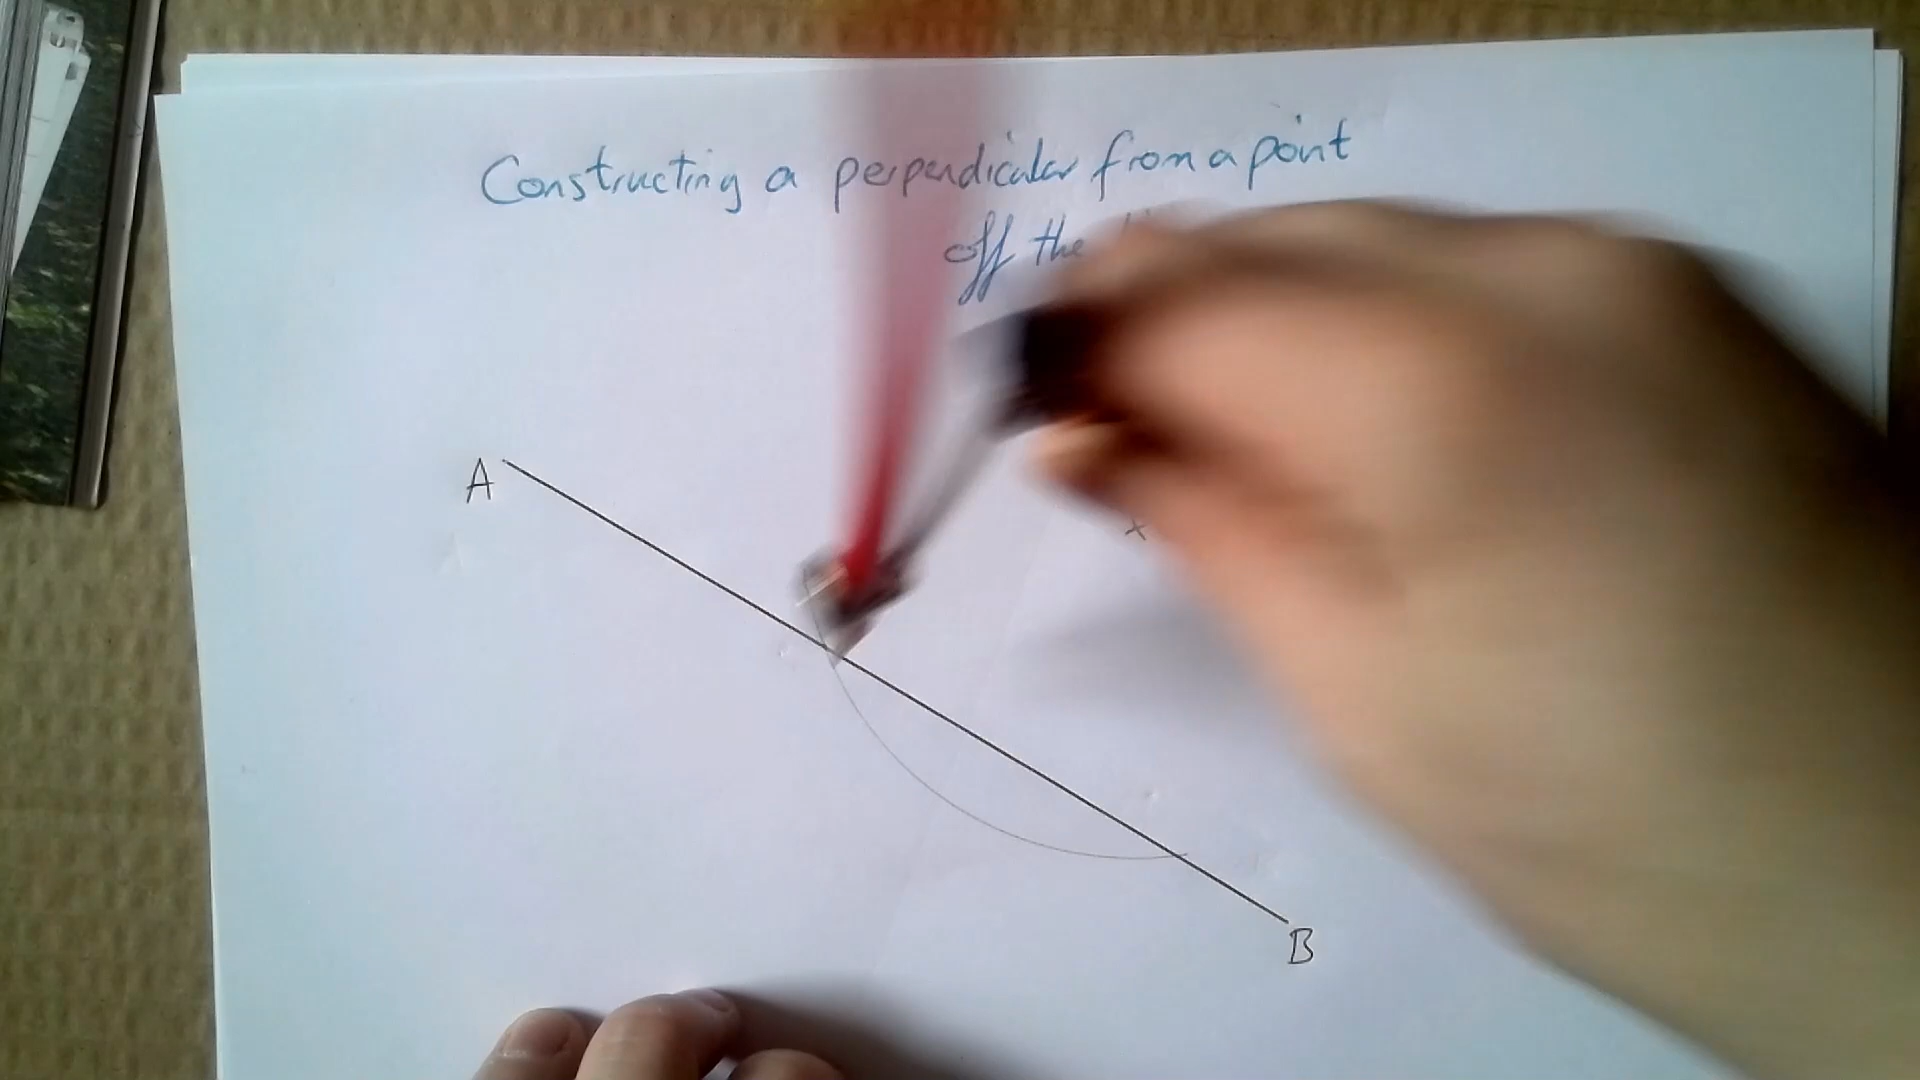 Constructing a perpendicular from a point
off the
A
B